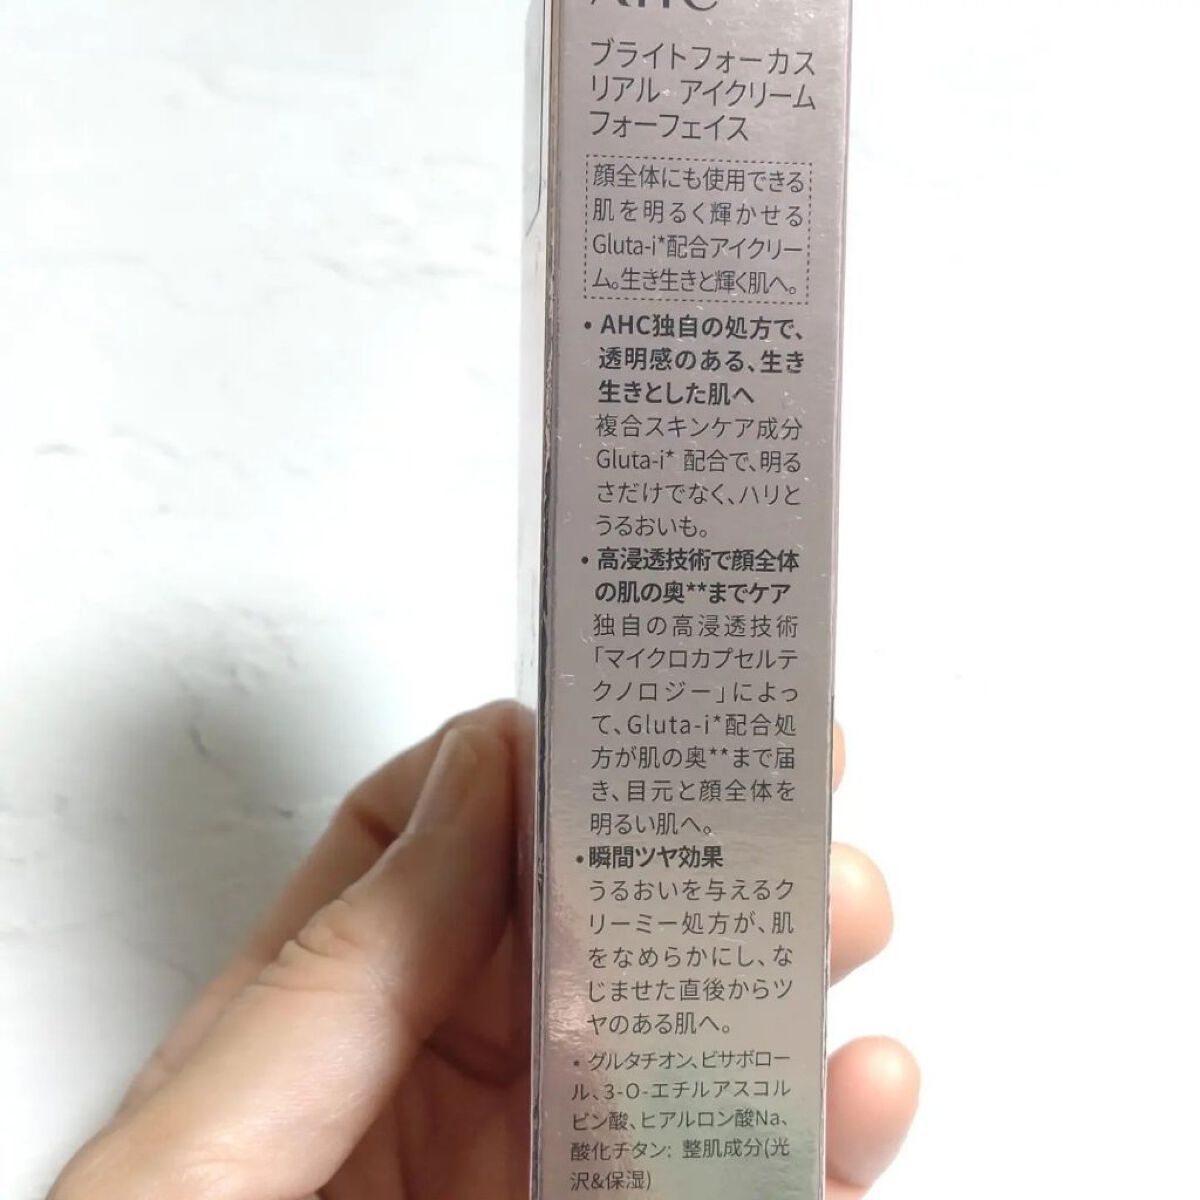 AHC
ブライトフォーカス
リアル アイクリーム
フォーフェイス
顔全体にも使用できる
肌を明るく輝かせる
Gluta-i*配合アイクリー
ム。生き生きと輝く肌へ。
• AHC独自の処方で、
透明感のある、生き
生きとした肌へ
複合スキンケア成分
Gluta-i* 配合で、明る
さだけでなく、ハリと
うるおいも。
• 高浸透技術で顔全体
の肌の奥**までケア
独自の高浸透技術
「マイクロカプセルテ
クノロジー」によっ
て、Gluta-i*配合処
方が肌の奥**まで届
き、目元と顔全体を
明るい肌へ。
• 瞬間ツヤ効果
うるおいを与えるク
リーミー処方が、肌
をなめらかにし、な
じませた直後からツ
ヤのある肌へ。
* グルタチオン、ビサボロー
ル、3-O-エチルアスコル
ビン酸、ヒアルロン酸Na、
酸化チタン: 整肌成分(光
沢&保湿)